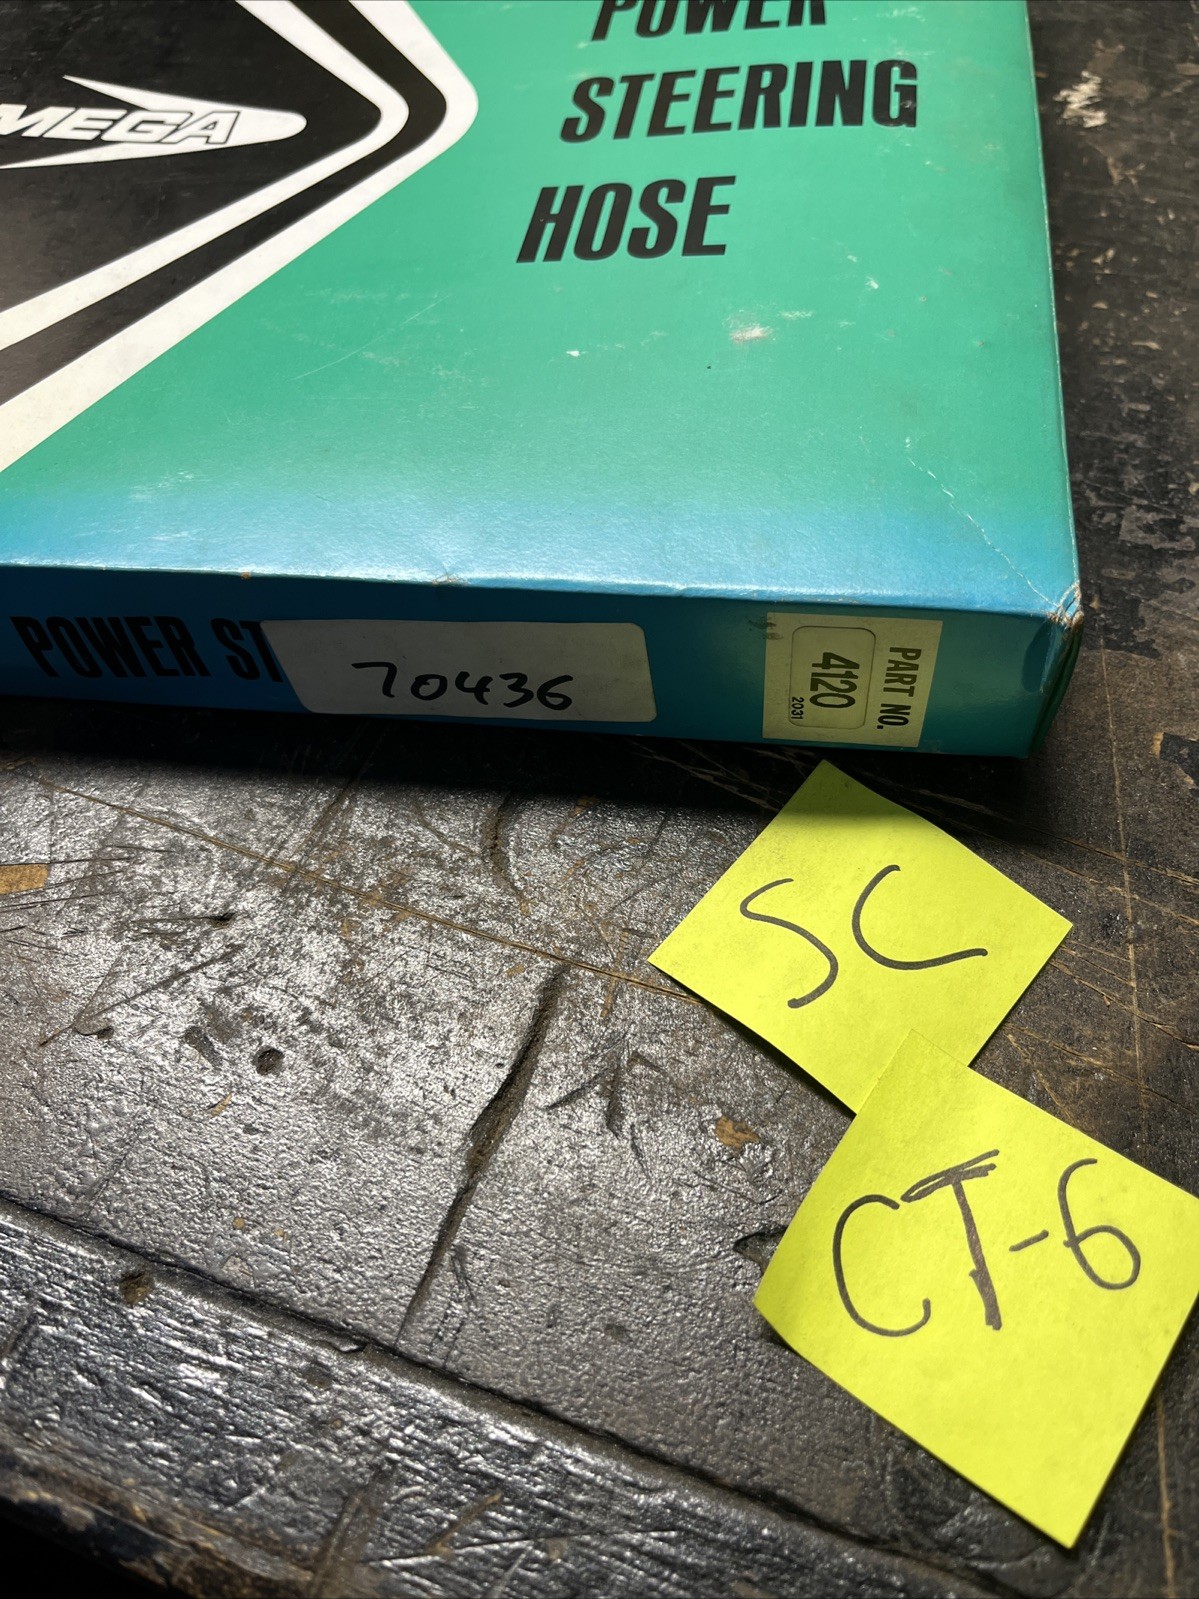 POWER
STEERING
HOSE
MEGA
POWER ST
70436
PART NO.
4120
2031
SC
CT-6